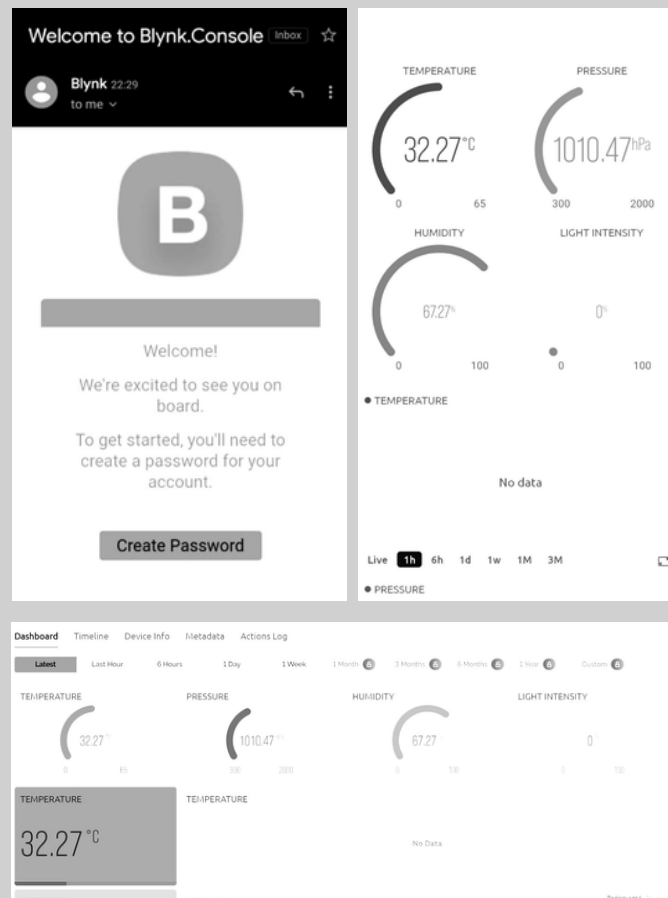 Welcome to Blynk.Console Inbox
Blynk 22:29
to me
B
Welcome!
We're excited to see you on
board.
To get started, you'll need to
create a password for your
account.
Create Password
TEMPERATURE PRESSURE
32.27°C 1010.47hPa
0 65 300 2000
HUMIDITY LIGHT INTENSITY
67.27% 0%
0 100 0 100
TEMPERATURE
No data
Live 1h 6h 1d 1w 1M 3M
PRESSURE
Dashboard Timeline Device Info Metadata Actions Log
Latest Last Hour 6 Hours 1 Day 1 Week 1 Month 3 Months 6 Months 1 Year Custom
TEMPERATURE PRESSURE HUMIDITY LIGHT INTENSITY
32.27 1010.47 67.27 0
0 65 300 2000 0 100 0 100
TEMPERATURE TEMPERATURE
32.27 °C
No Data